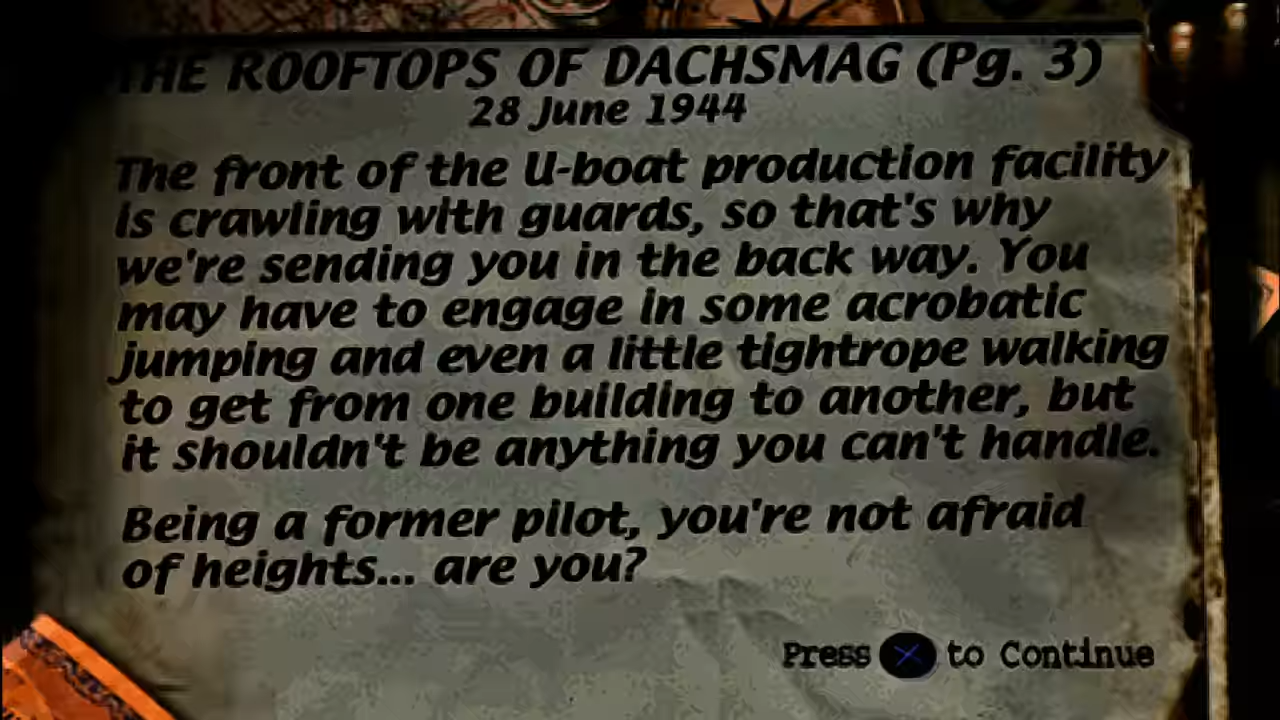 THE ROOFTOPS OF DACHSMAG (Pg. 3)
28 June 1944
The front of the U-boat production facility
is crawling with guards, so that's why
we're sending you in the back way. You
may have to engage in some acrobatic
jumping and even a little tightrope walking
to get from one building to another, but
it shouldn't be anything you can't handle.
Being a former pilot, you're not afraid
of heights... are you?
Press to Continue